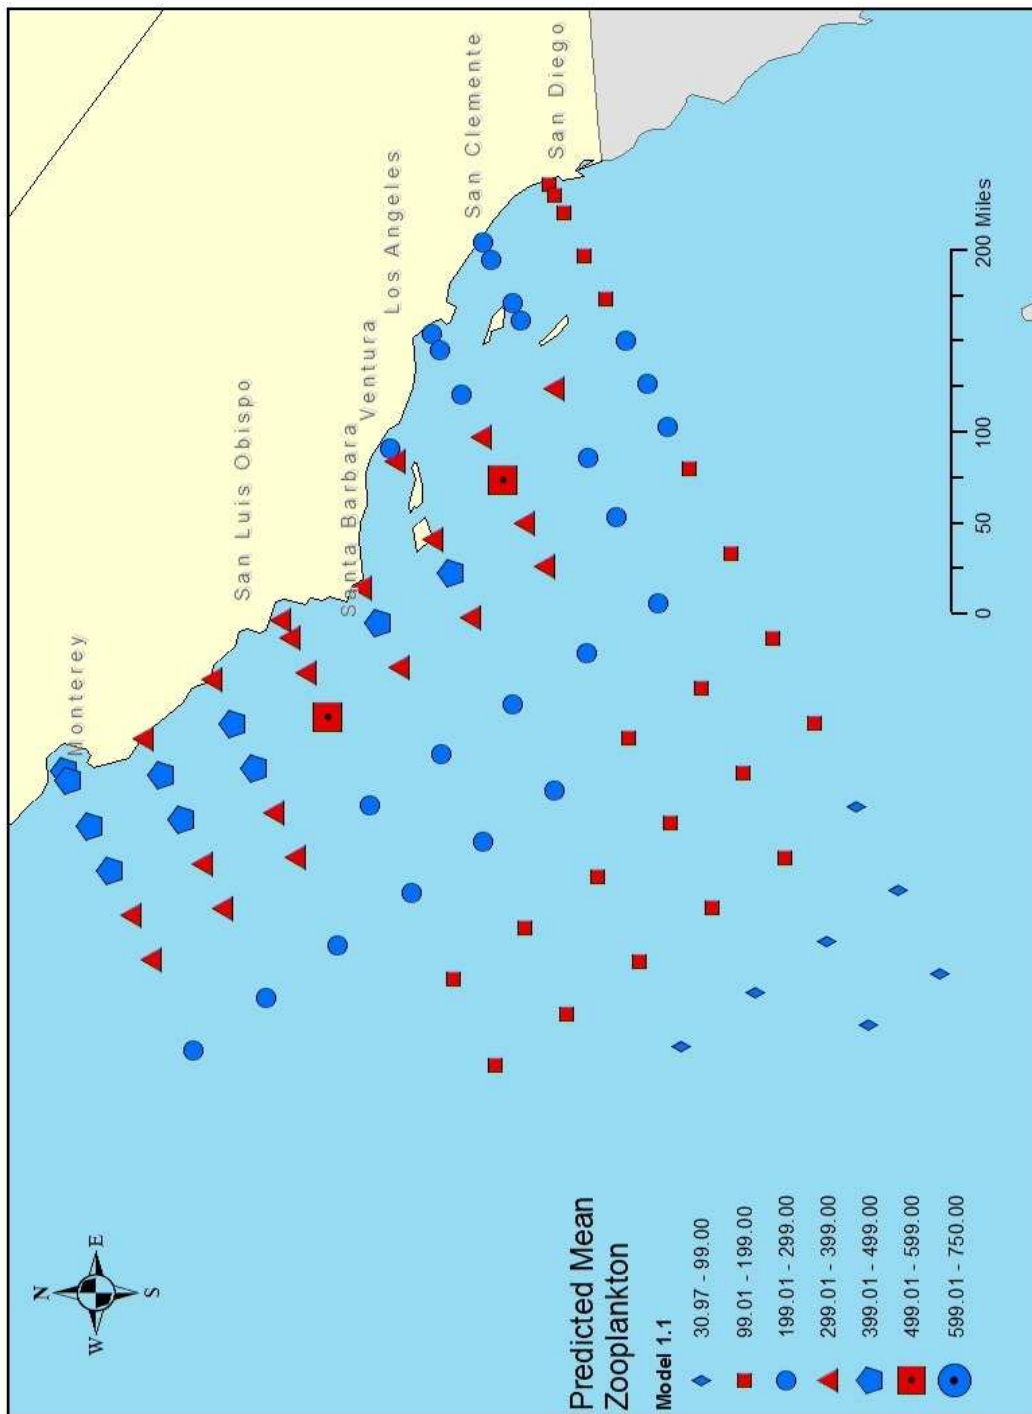 N
W E
S
Monterey
San Luis Obispo
Santa Barbara
Ventura
Los Angeles
San Clemente
San Diego
Predicted Mean
Zooplankton
Model 1.1
30.97 - 99.00
99.01 - 199.00
199.01 - 299.00
299.01 - 399.00
399.01 - 499.00
499.01 - 599.00
599.01 - 750.00
0 50 100 200 Miles